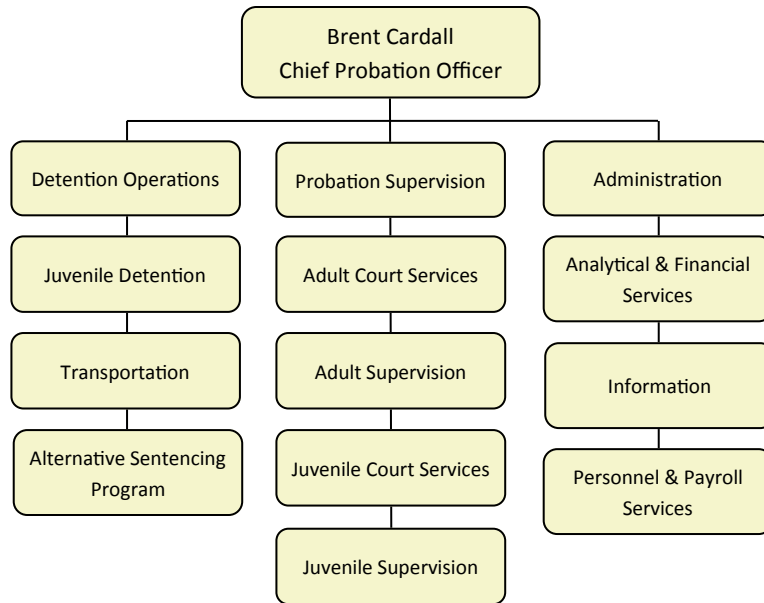 Brent Cardall
Chief Probation Officer
Detention Operations
Juvenile Detention
Transportation
Alternative Sentencing
Program
Probation Supervision
Adult Court Services
Adult Supervision
Juvenile Court Services
Juvenile Supervision
Administration
Analytical & Financial
Services
Information
Personnel & Payroll
Services